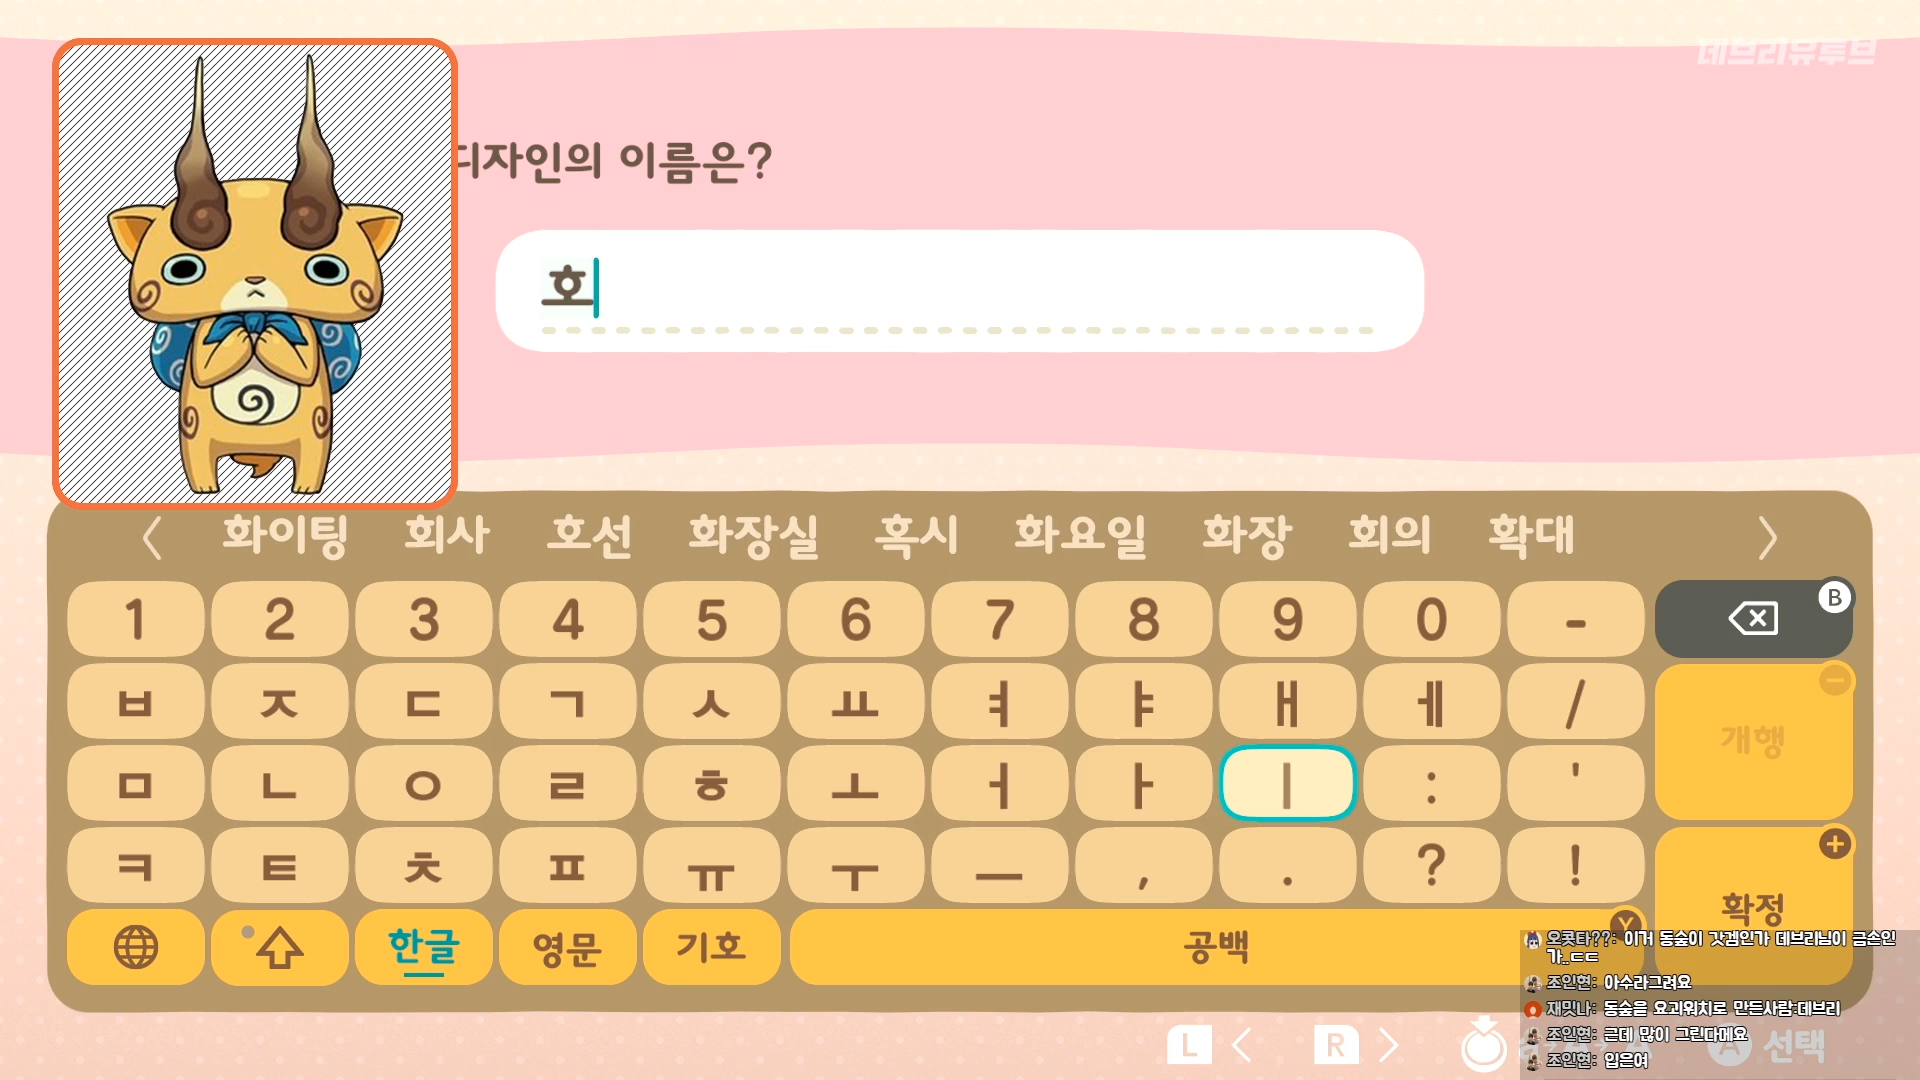 데브리뮤튜브
디자인의 이름은?
호
화이팅 회사 호선 화장실 혹시 화요일 화장 회의 확대
1 2 3 4 5 6 7 8 9 0 - B
ㅂ ㅈ ㄷ ㄱ ㅅ ㅛ ㅕ ㅑ ㅐ ㅔ / 개행
ㅁ ㄴ ㅇ ㄹ ㅎ ㅗ ㅓ ㅏ ㅣ : '
ㅋ ㅌ ㅊ ㅍ ㅠ ㅜ ㅡ , . ? ! 확정
한글 영문 기호 공백 Y
오콧타??: 이거 동숲이 갓겜인가 데브리님이 금손인
가..ㄷㄷ
조인현: 아수라그려요
재밋나: 동숲을 요괴워치로 만든사람:데브리
조인현: 근데 많이 그린다메요
조인현: 입은여
L R A 선택